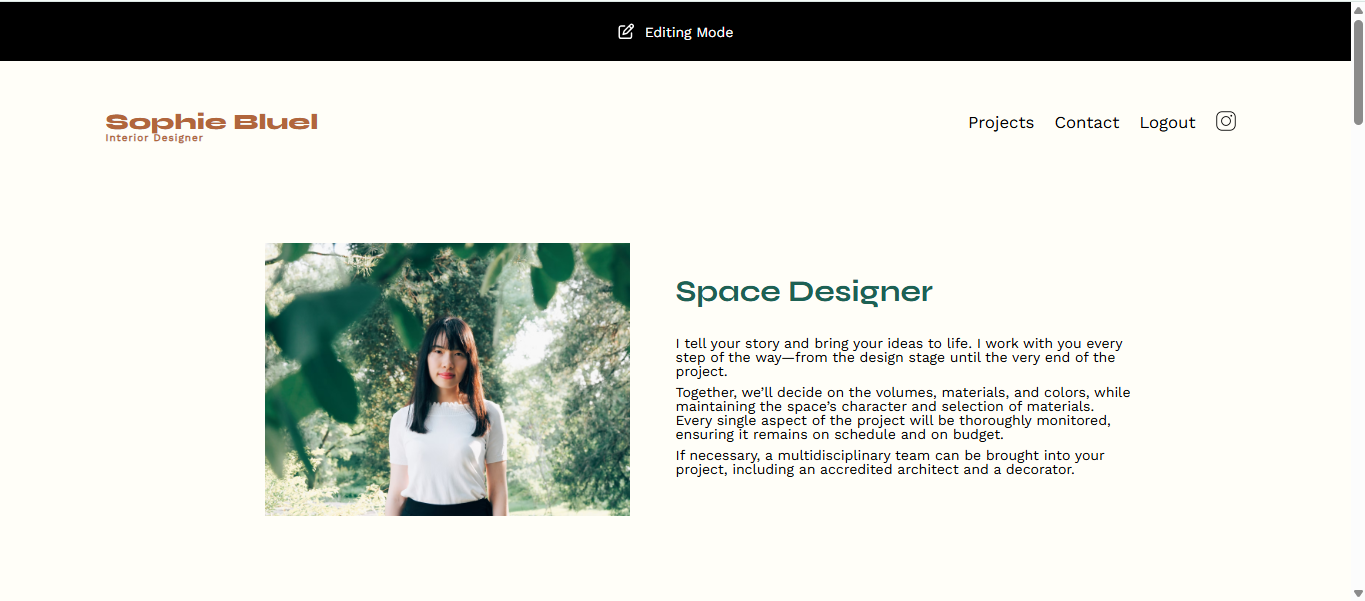 Editing Mode
Sophie Bluel
Interior Designer
Projects Contact Logout
Space Designer
I tell your story and bring your ideas to life. I work with you every
step of the way—from the design stage until the very end of the
project.
Together, we’ll decide on the volumes, materials, and colors, while
maintaining the space’s character and selection of materials.
Every single aspect of the project will be thoroughly monitored,
ensuring it remains on schedule and on budget.
If necessary, a multidisciplinary team can be brought into your
project, including an accredited architect and a decorator.